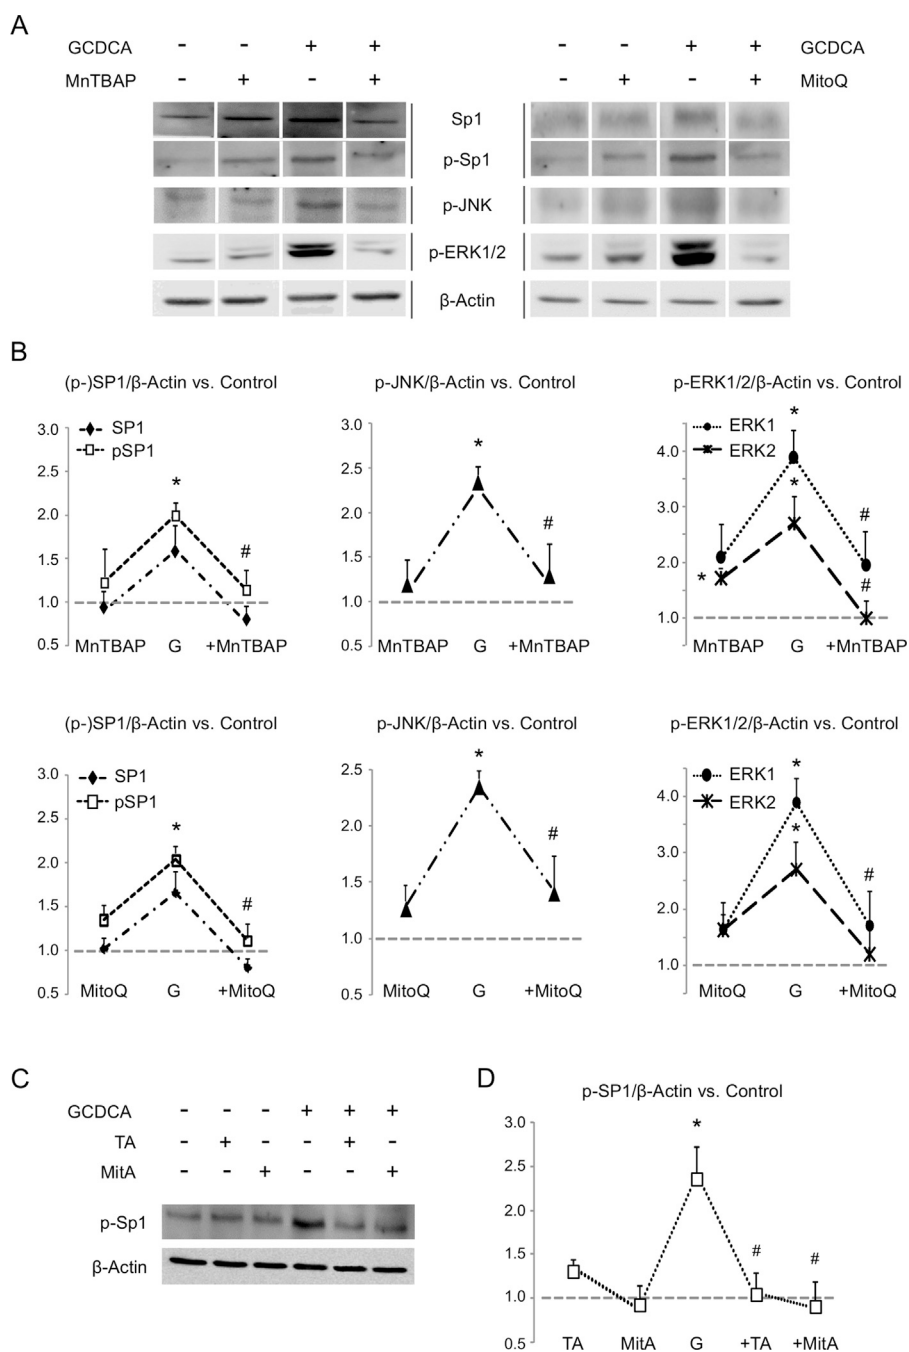 A
GCDCA - - + + - - + + GCDCA
MnTBAP - + - + - + - + MitoQ
Sp1
p-Sp1
p-JNK
p-ERK1/2
β-Actin
B
(p-)SP1/β-Actin vs. Control
SP1
pSP1
3.0
2.5
2.0
1.5
1.0
0.5
*
#
MnTBAP G +MnTBAP
p-JNK/β-Actin vs. Control
3.0
2.5
2.0
1.5
1.0
0.5
*
#
MnTBAP G +MnTBAP
p-ERK1/2/β-Actin vs. Control
ERK1
ERK2
4.0
3.0
2.0
1.0
*
*
#
* #
MnTBAP G +MnTBAP
(p-)SP1/β-Actin vs. Control
SP1
pSP1
3.0
2.5
2.0
1.5
1.0
0.5
*
#
MitoQ G +MitoQ
p-JNK/β-Actin vs. Control
2.5
2.0
1.5
1.0
0.5
*
#
MitoQ G +MitoQ
p-ERK1/2/β-Actin vs. Control
ERK1
ERK2
4.0
3.0
2.0
1.0
*
*
#
MitoQ G +MitoQ
C
GCDCA - - - + + +
TA - + - - + -
MitA - - + - - +
p-Sp1
β-Actin
D
p-SP1/β-Actin vs. Control
3.0
2.5
2.0
1.5
1.0
0.5
*
# #
TA MitA G +TA +MitA